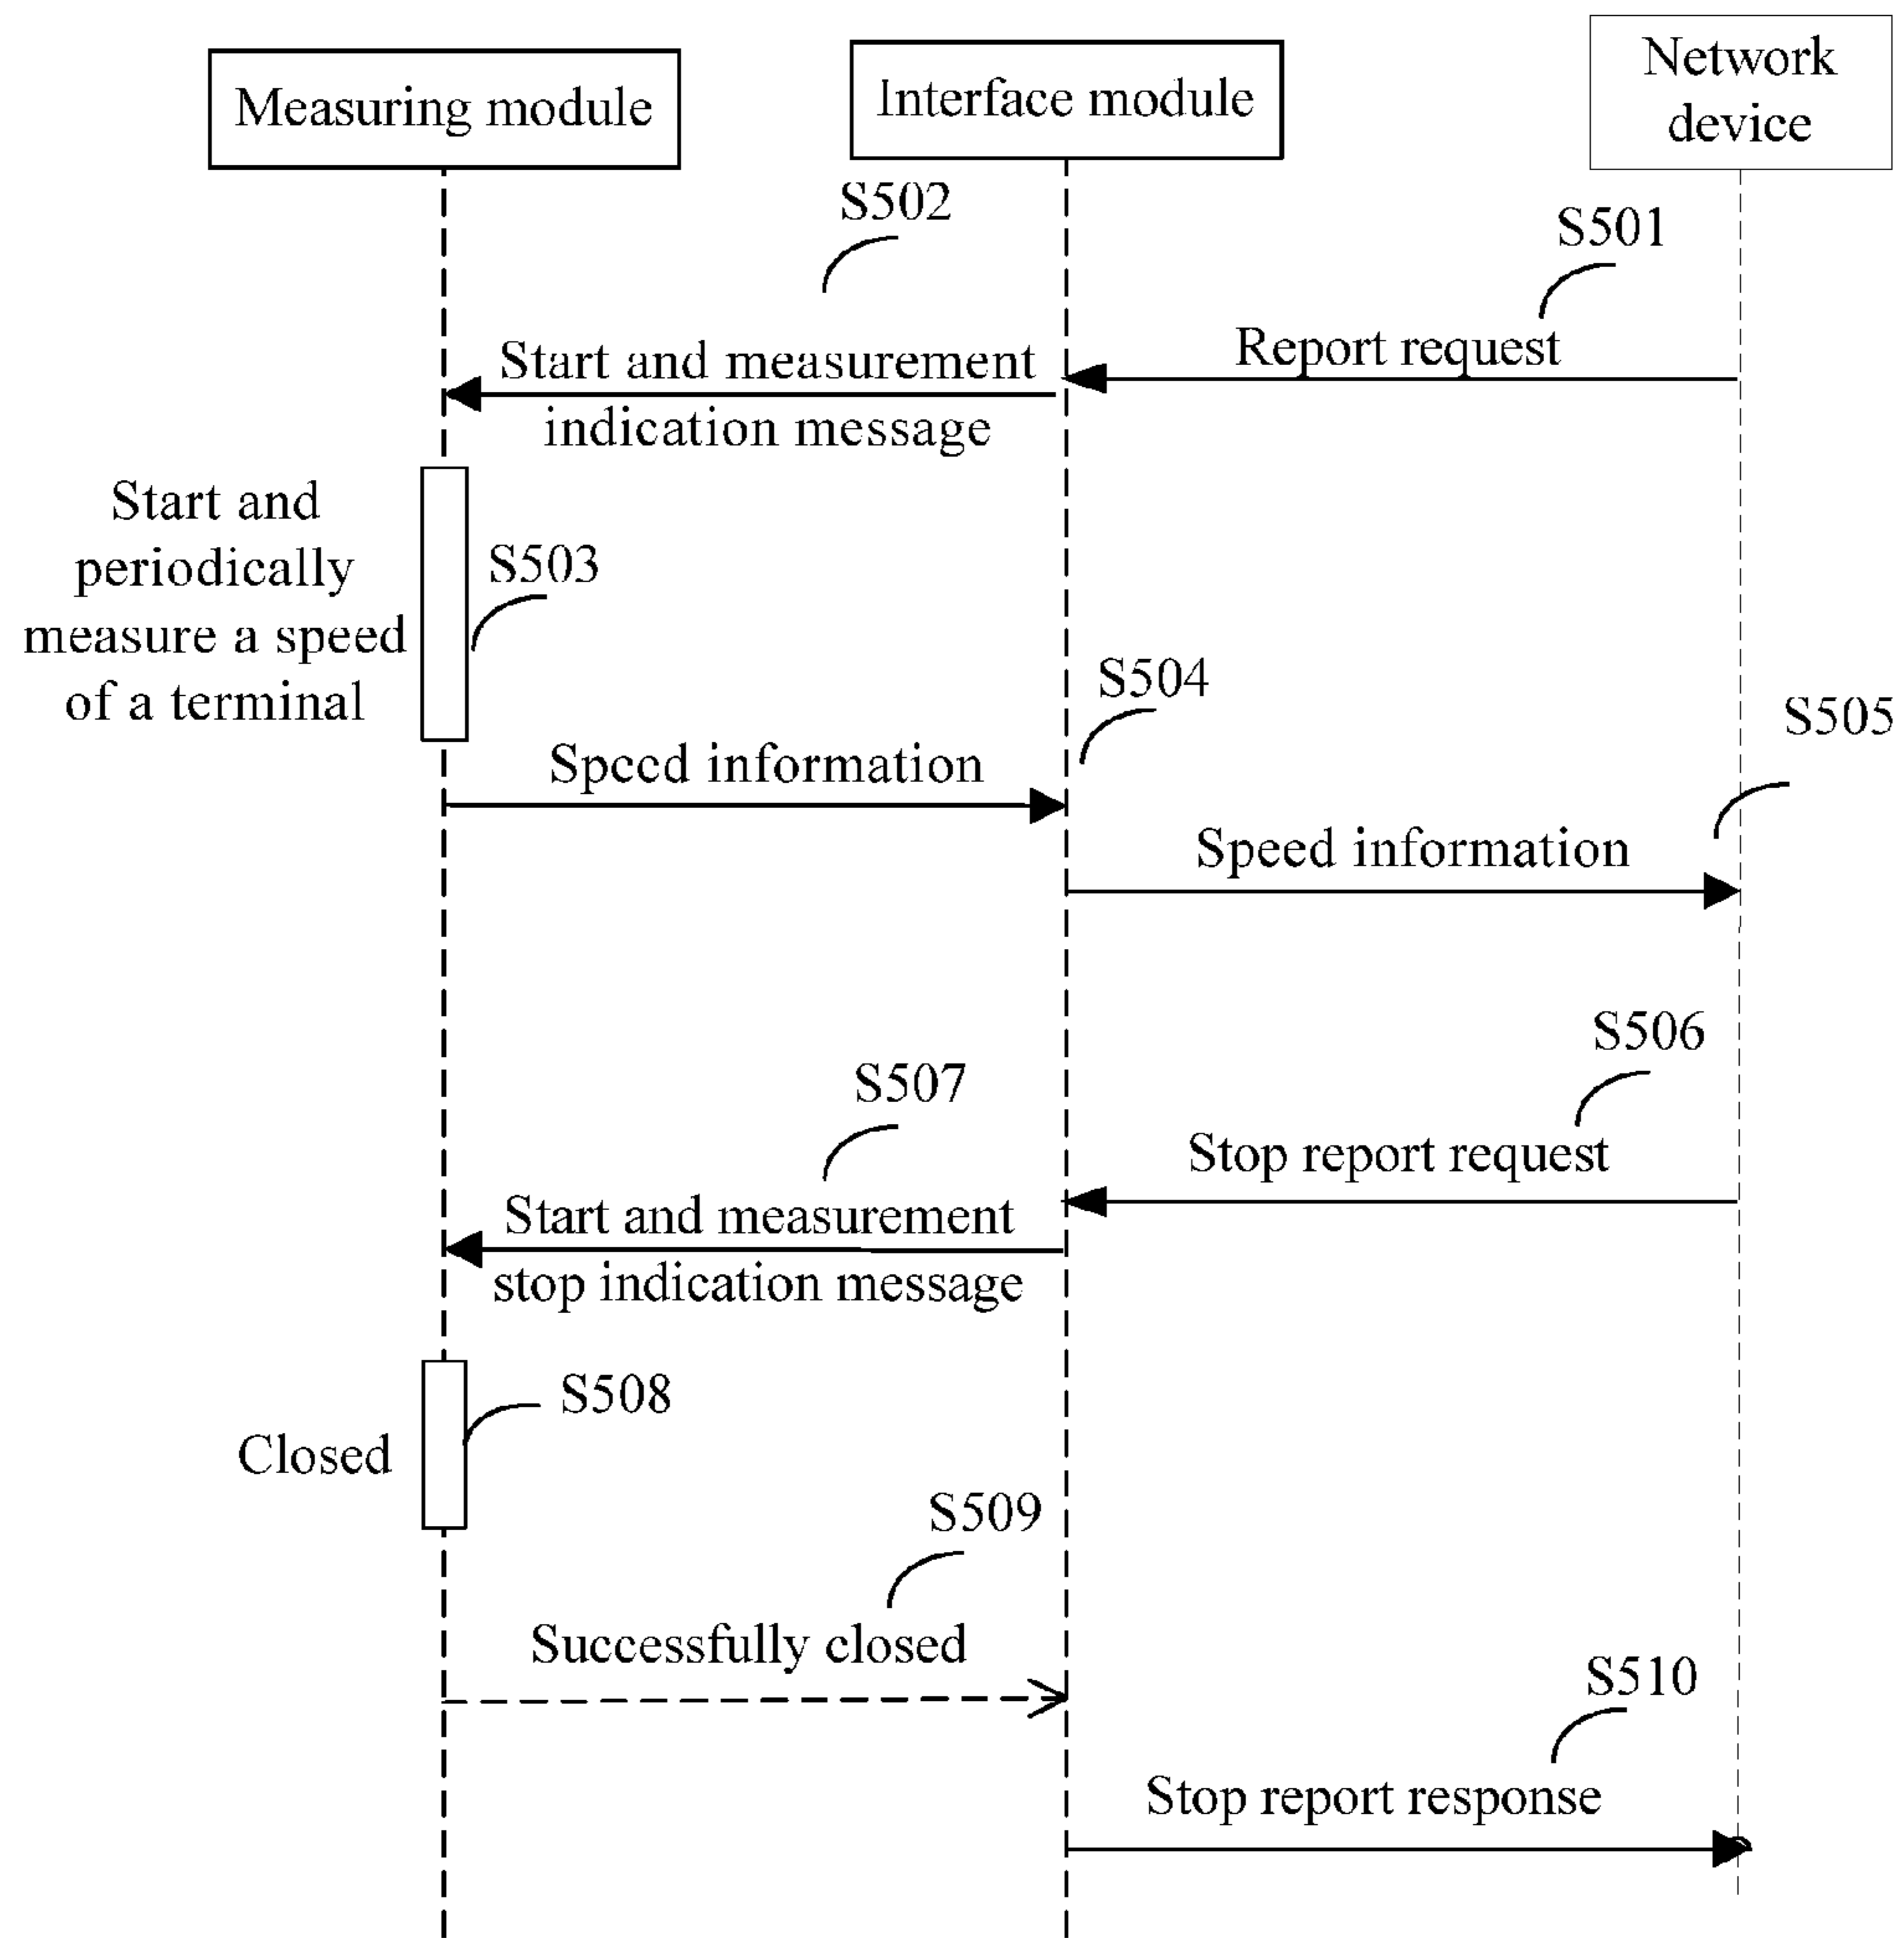 Measuring module
Interface module
Network
device
S502
S501
Report request
Start and measurement
indication message
Start and
periodically
measure a speed
of a terminal
S503
S504
S505
Speed information
Speed information
S506
S507
Stop report request
Start and measurement
stop indication message
S508
Closed
S509
Successfully closed
S510
Stop report response